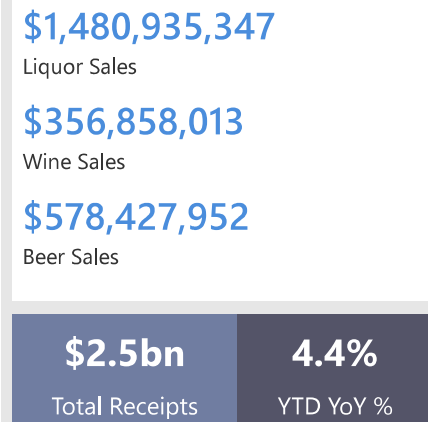 $1,480,935,347
Liquor Sales
$356,858,013
Wine Sales
$578,427,952
Beer Sales
$2.5bn
4.4%
Total Receipts
YTD YoY %